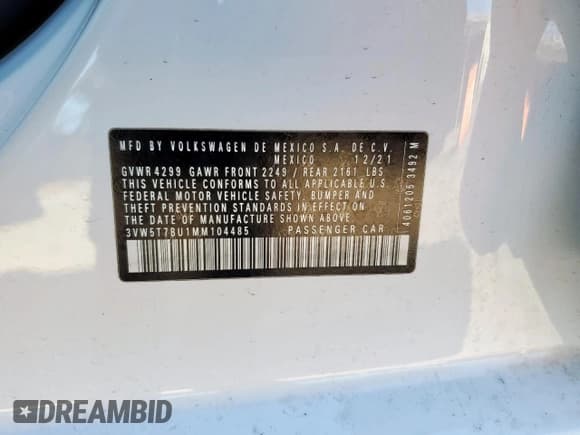 MFD BY VOLKSWAGEN DE MEXICO S.A. DE C.V.
MEXICO 12/21
GVWR 4299 GAWR FRONT 2249 / REAR 2161 LBS
THIS VEHICLE CONFORMS TO ALL APPLICABLE U.S.
FEDERAL MOTOR VEHICLE SAFETY, BUMPER, AND
THEFT PREVENTION STANDARDS IN EFFECT ON
THE DATE OF MANUFACTURE SHOWN ABOVE.
3VW5T7BU1MM104485 PASSENGER CAR
4061205 3492 M
DREAMBID